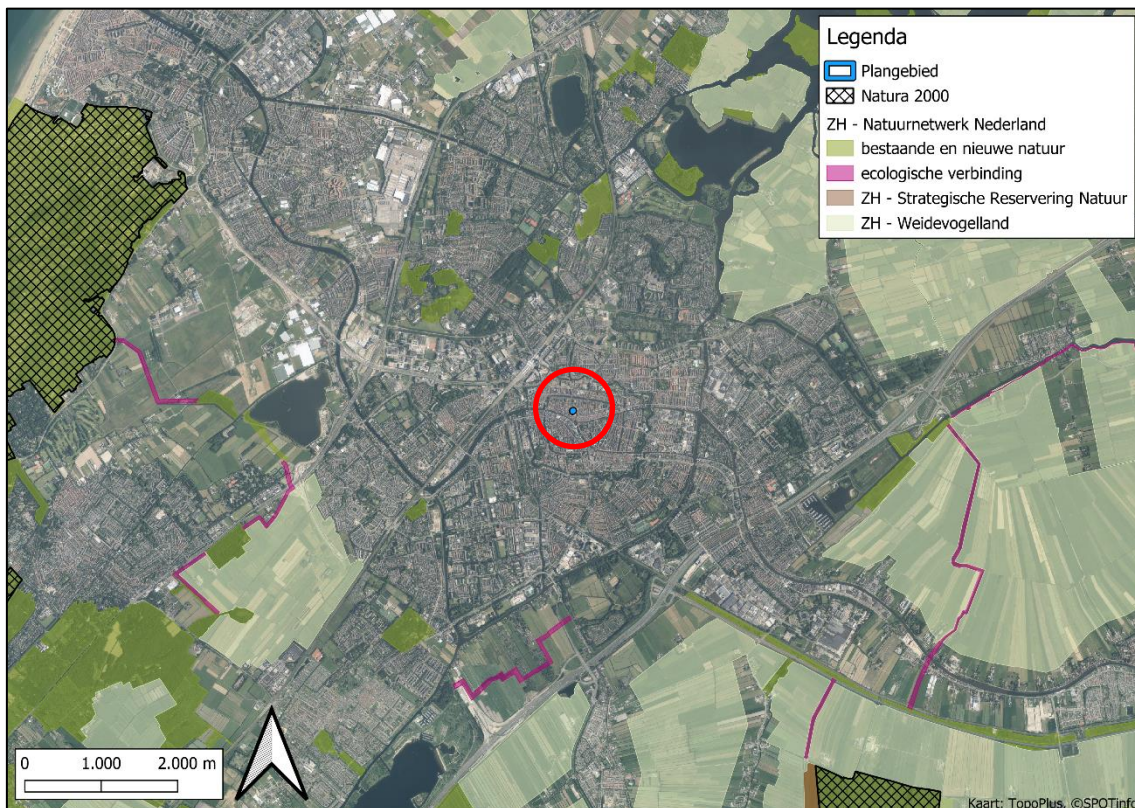 Legenda
Plangebied
Natura 2000
ZH - Natuurnetwerk Nederland
bestaande en nieuwe natuur
ecologische verbinding
ZH - Strategische Reservering Natuur
ZH - Weidevogelland
0 1.000 2.000 m
Kaart: TopoPlus, ©SPOTinf